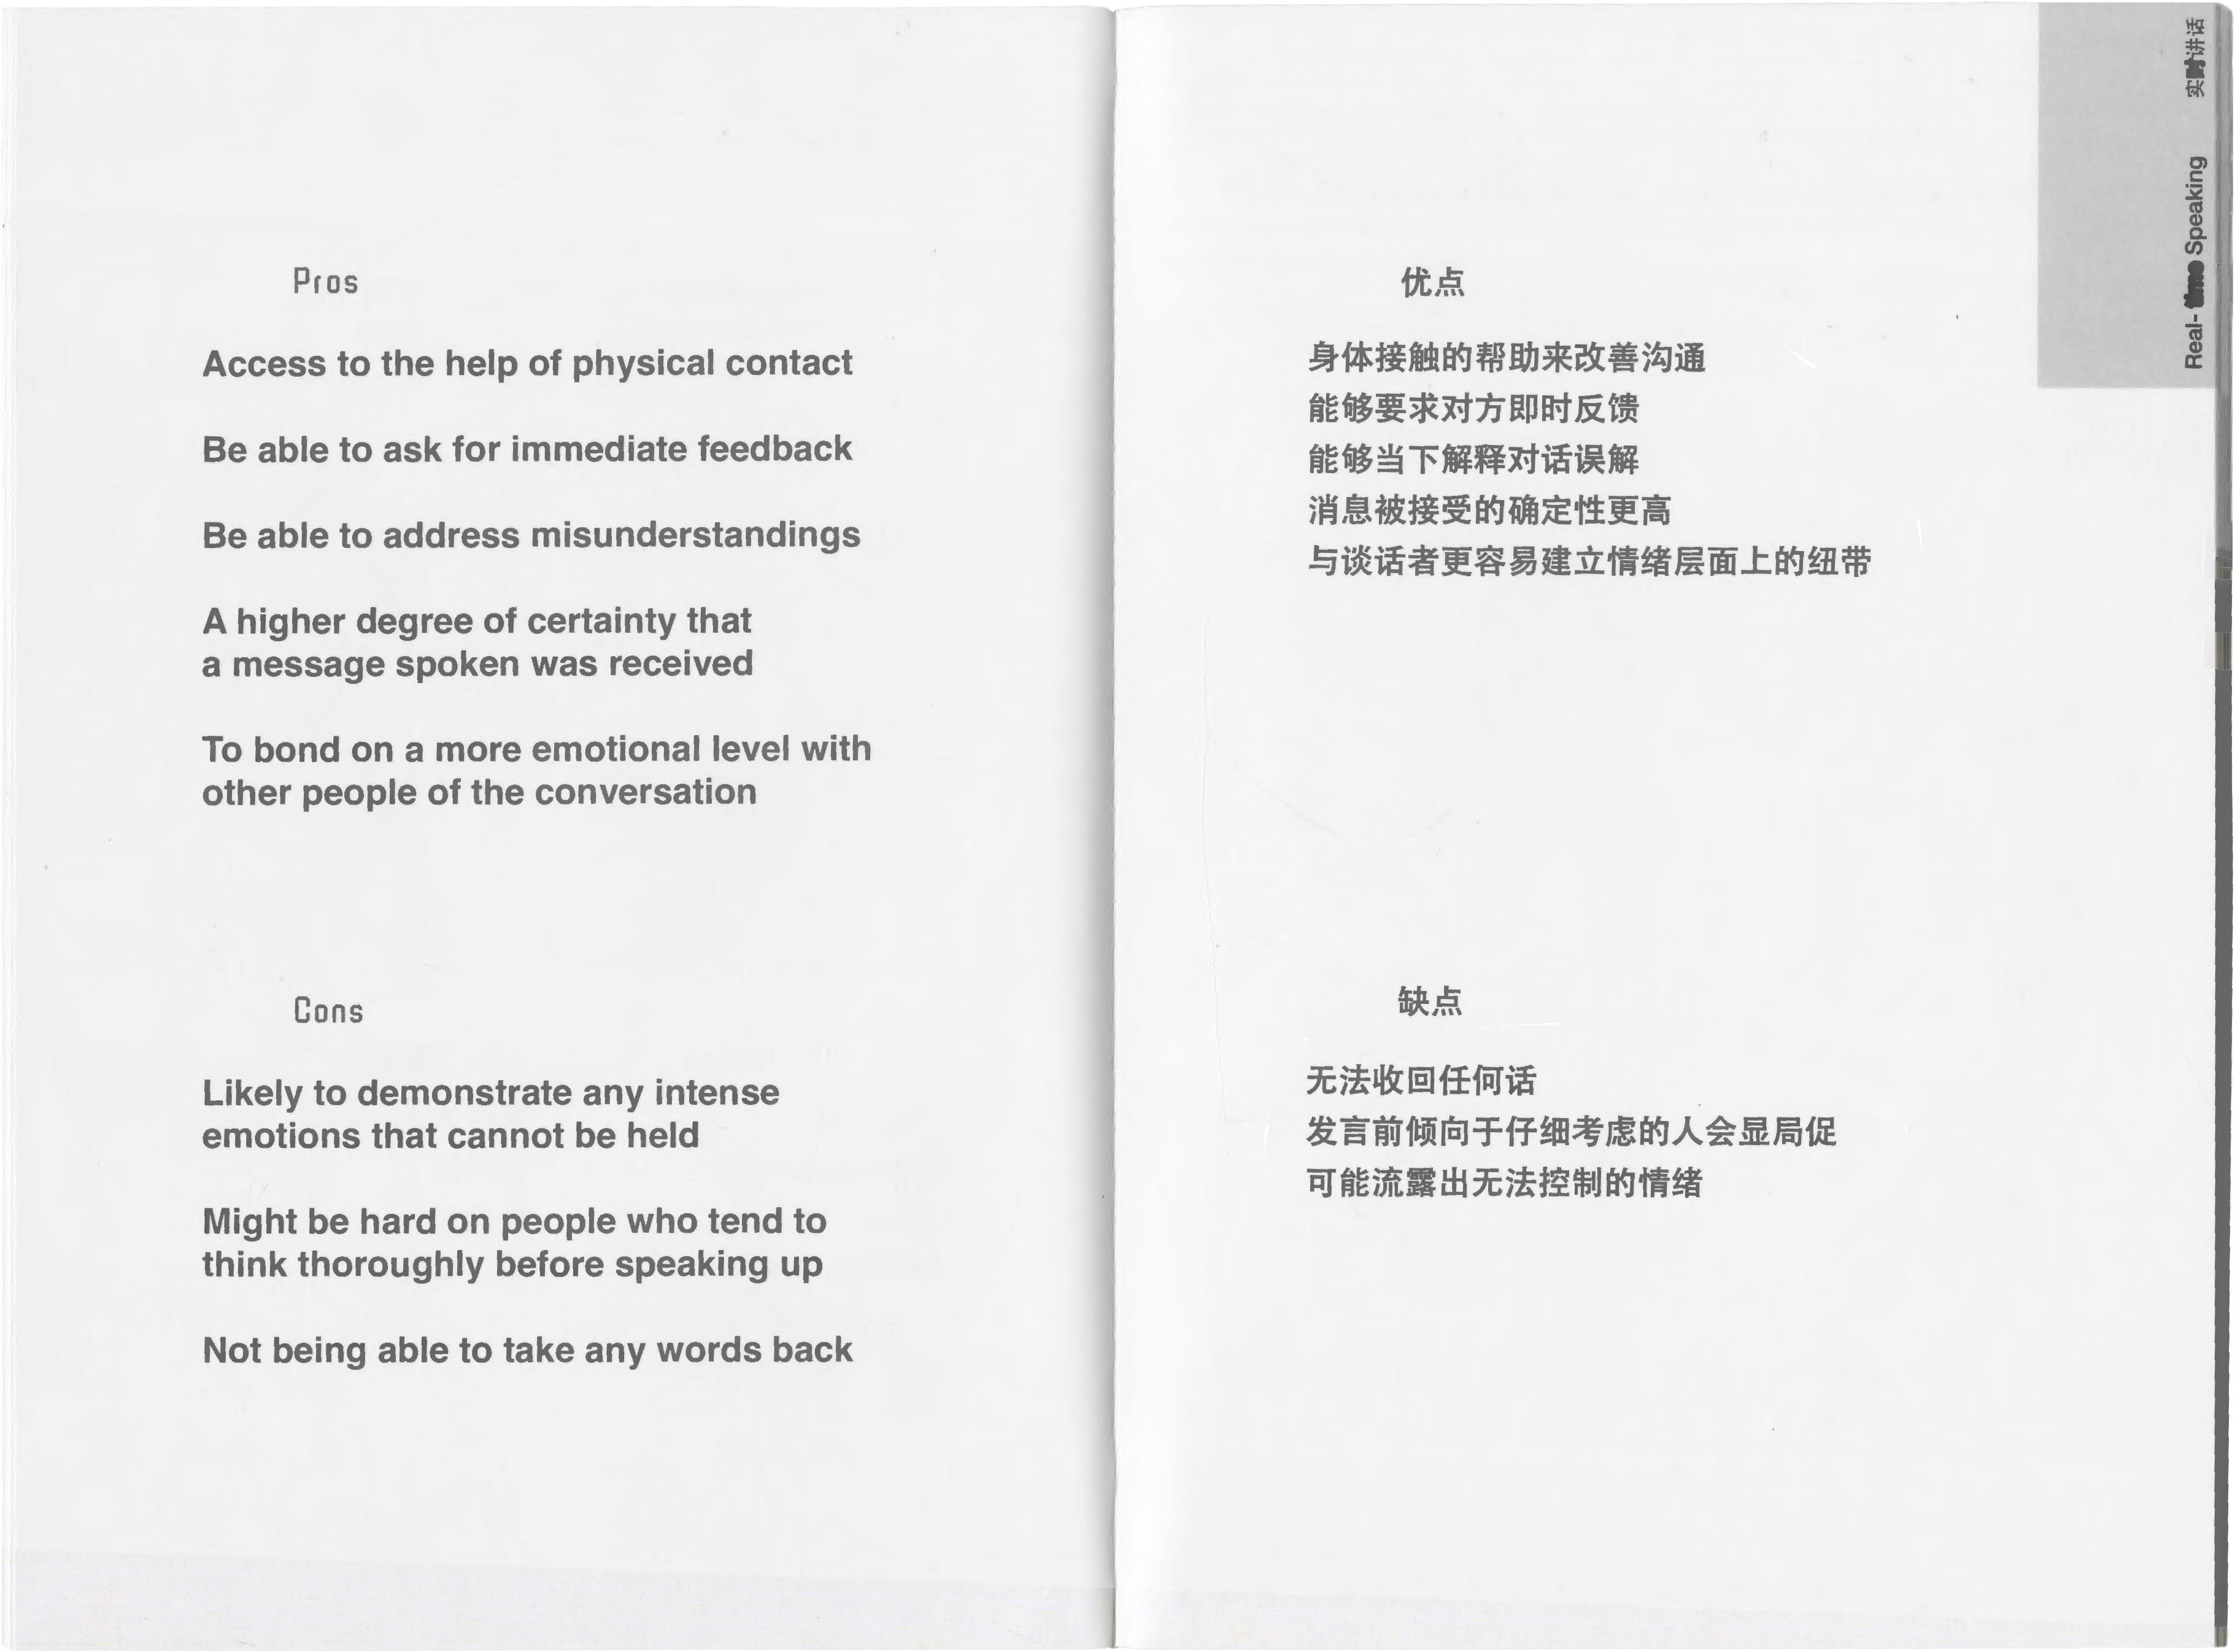 Pros
Access to the help of physical contact
Be able to ask for immediate feedback
Be able to address misunderstandings
A higher degree of certainty that
a message spoken was received
To bond on a more emotional level with
other people of the conversation
Cons
Likely to demonstrate any intense
emotions that cannot be held
Might be hard on people who tend to
think thoroughly before speaking up
Not being able to take any words back
优点
身体接触的帮助来改善沟通
能够要求对方即时反馈
能够当下解释对话误解
消息被接受的确定性更高
与谈话者更容易建立情绪层面上的纽带
缺点
无法收回任何话
发言前倾向于仔细考虑的人会显局促
可能流露出无法控制的情绪
Real-time Speaking
实时讲话